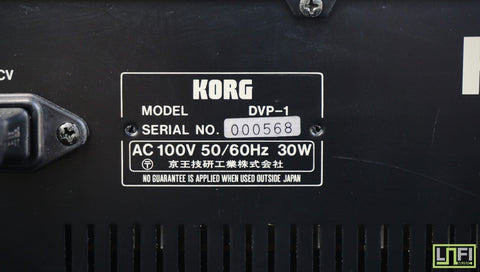 CV
KORG
MODEL DVP-1
SERIAL NO. 000568
AC 100V 50/60Hz 30W
〒 京王技研工業株式会社
NO GUARANTEE IS APPLIED WHEN USED OUTSIDE JAPAN